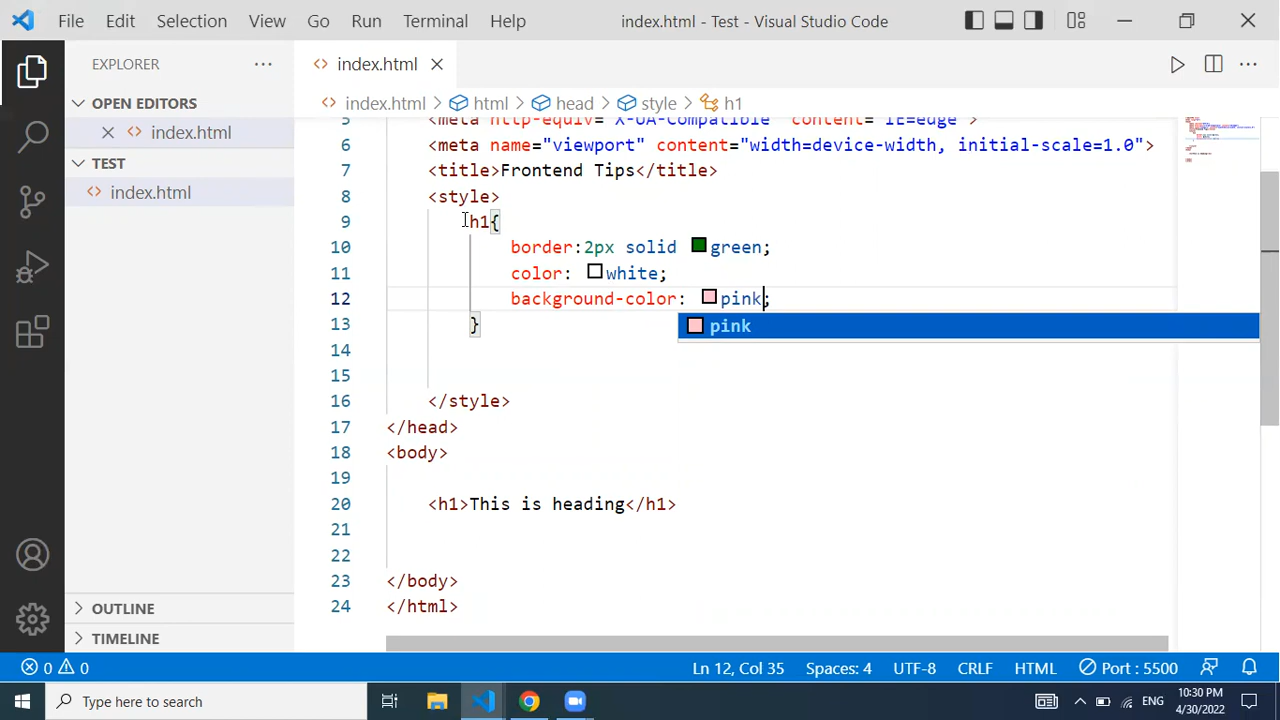 File Edit Selection View Go Run Terminal Help index.html - Test - Visual Studio Code
EXPLORER
index.html
OPEN EDITORS
index.html > html > head > style > h1
index.html
TEST
index.html
5 <meta http-equiv="X-UA-Compatible" content="IE=edge">
6 <meta name="viewport" content="width=device-width, initial-scale=1.0">
7 <title>Frontend Tips</title>
8 <style>
9 h1{
10 border:2px solid green;
11 color: white;
12 background-color: pink;
pink
13 }
14
15
16 </style>
17 </head>
18 <body>
19
20 <h1>This is heading</h1>
21
22
23 </body>
24 </html>
OUTLINE
TIMELINE
0 0 Ln 12, Col 35 Spaces: 4 UTF-8 CRLF HTML Port : 5500
Type here to search
ENG
10:30 PM
4/30/2022